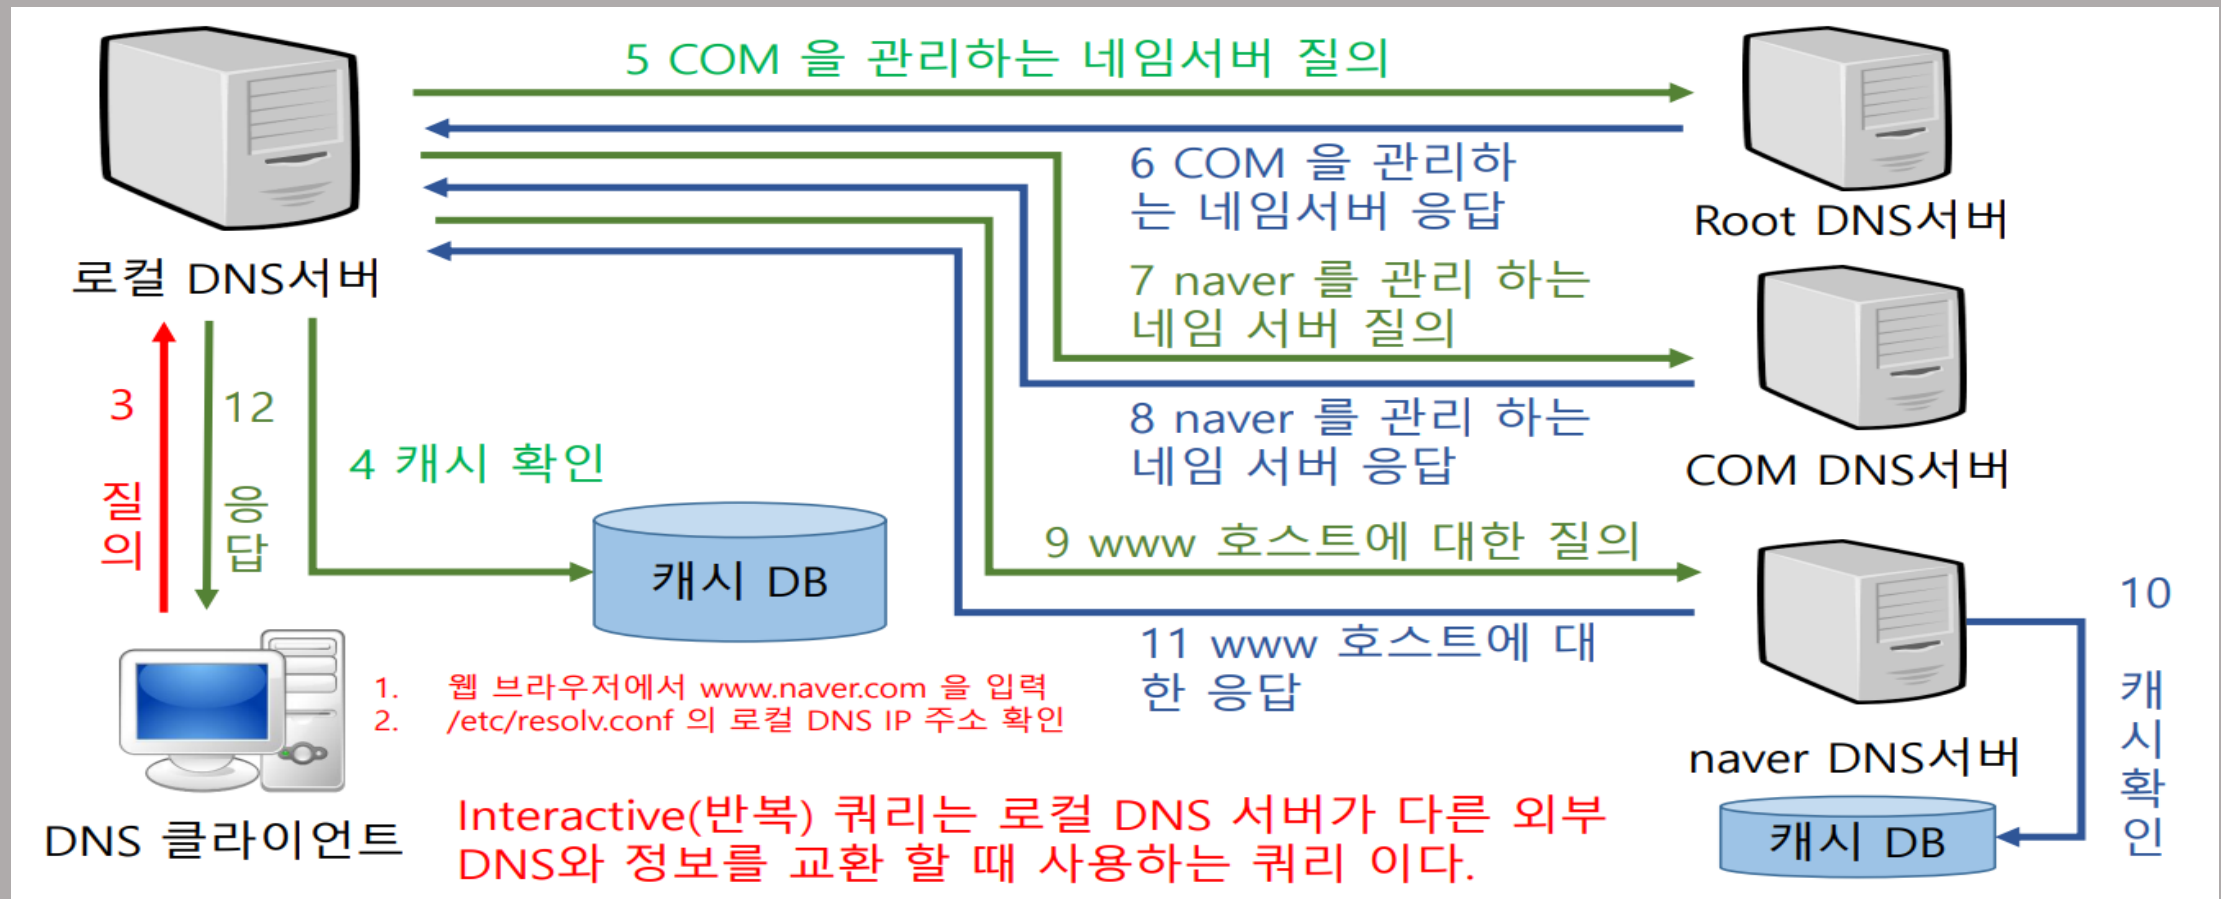 5 COM 을 관리하는 네임서버 질의
6 COM 을 관리하
는 네임서버 응답
Root DNS서버
로컬 DNS서버
7 naver 를 관리 하는
네임 서버 질의
3
질
의
12
응
답
4 캐시 확인
8 naver 를 관리 하는
네임 서버 응답
COM DNS서버
9 www 호스트에 대한 질의
캐시 DB
11 www 호스트에 대
한 응답
10
캐
시
확
인
1. 웹 브라우저에서 www.naver.com 을 입력
2. /etc/resolv.conf 의 로컬 DNS IP 주소 확인
naver DNS서버
캐시 DB
DNS 클라이언트
Interactive(반복) 쿼리는 로컬 DNS 서버가 다른 외부
DNS와 정보를 교환 할 때 사용하는 쿼리 이다.